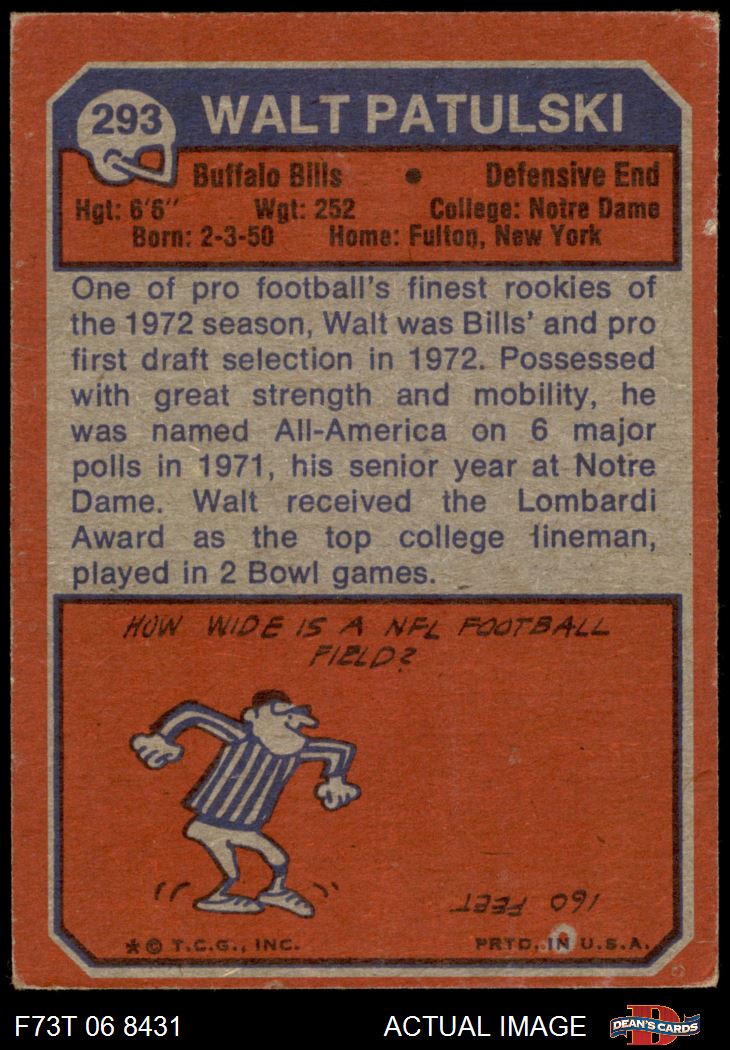 293 WALT PATULSKI
Buffalo Bills • Defensive End
Hgt: 6'6" Wgt: 252 College: Notre Dame
Born: 2-3-50 Home: Fulton, New York
One of pro football's finest rookies of
the 1972 season, Walt was Bills' and pro
first draft selection in 1972. Possessed
with great strength and mobility, he
was named All-America on 6 major
polls in 1971, his senior year at Notre
Dame. Walt received the Lombardi
Award as the top college lineman,
played in 2 Bowl games.
HOW WIDE IS A NFL FOOTBALL
FIELD?
160 FEET
*© T.C.G., INC. PRTD. IN U.S.A.
F73T 06 8431 ACTUAL IMAGE DEAN'S CARDS